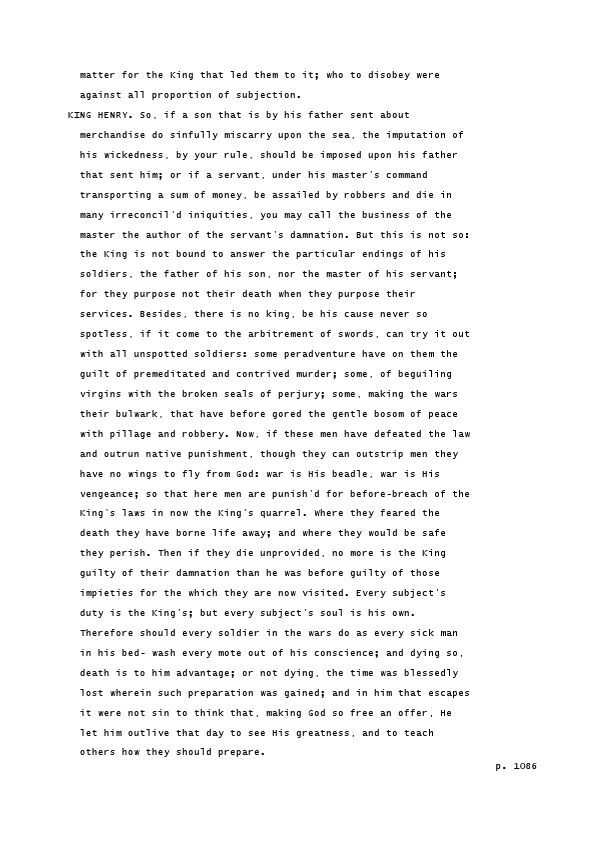 matter for the King that led them to it; who to disobey were
against all proportion of subjection.
KING HENRY. So, if a son that is by his father sent about
merchandise do sinfully miscarry upon the sea, the imputation of
his wickedness, by your rule, should be imposed upon his father
that sent him; or if a servant, under his master's command
transporting a sum of money, be assailed by robbers and die in
many irreconcil'd iniquities, you may call the business of the
master the author of the servant's damnation. But this is not so:
the King is not bound to answer the particular endings of his
soldiers, the father of his son, nor the master of his servant;
for they purpose not their death when they purpose their
services. Besides, there is no king, be his cause never so
spotless, if it come to the arbitrement of swords, can try it out
with all unspotted soldiers: some peradventure have on them the
guilt of premeditated and contrived murder; some, of beguiling
virgins with the broken seals of perjury; some, making the wars
their bulwark, that have before gored the gentle bosom of peace
with pillage and robbery. Now, if these men have defeated the law
and outrun native punishment, though they can outstrip men they
have no wings to fly from God: war is His beadle, war is His
vengeance; so that here men are punish'd for before-breach of the
King's laws in now the King's quarrel. Where they feared the
death they have borne life away; and where they would be safe
they perish. Then if they die unprovided, no more is the King
guilty of their damnation than he was before guilty of those
impieties for the which they are now visited. Every subject's
duty is the King's; but every subject's soul is his own.
Therefore should every soldier in the wars do as every sick man
in his bed- wash every mote out of his conscience; and dying so,
death is to him advantage; or not dying, the time was blessedly
lost wherein such preparation was gained; and in him that escapes
it were not sin to think that, making God so free an offer, He
let him outlive that day to see His greatness, and to teach
others how they should prepare.
p. 1086